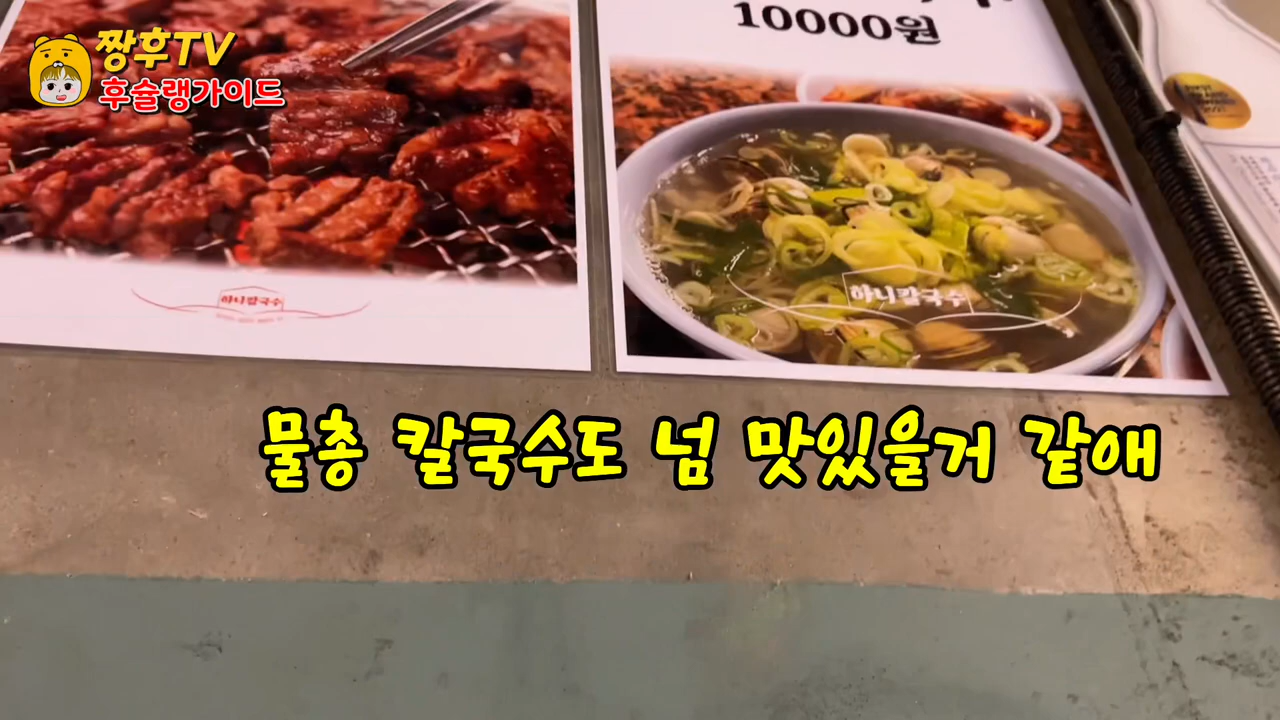 짱후TV
후슐랭가이드
10000원
하니칼국수
하니칼국수
물총 칼국수도 넘 맛있을거 같애